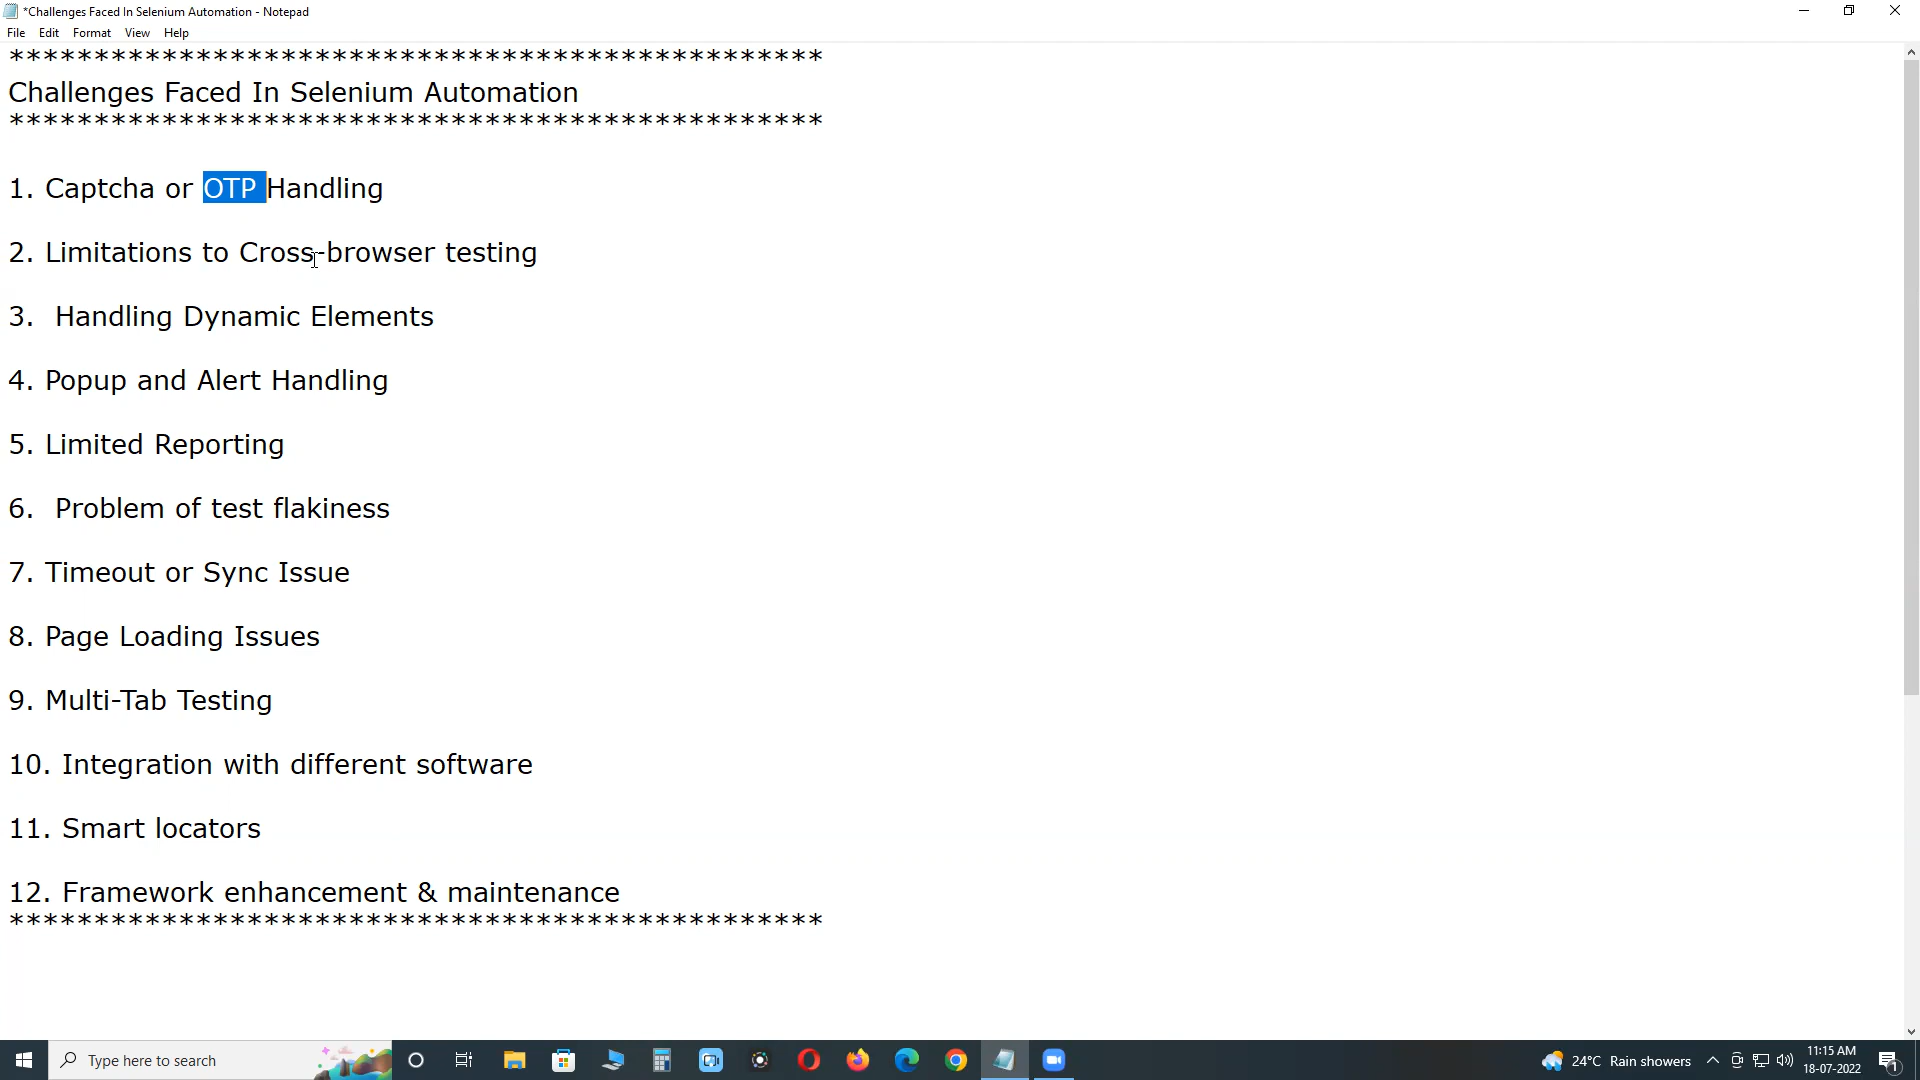 *Challenges Faced In Selenium Automation - Notepad
File Edit Format View Help
************************************************
Challenges Faced In Selenium Automation
************************************************
1. Captcha or OTP Handling
2. Limitations to Cross-browser testing
3.  Handling Dynamic Elements
4. Popup and Alert Handling
5. Limited Reporting
6.  Problem of test flakiness
7. Timeout or Sync Issue
8. Page Loading Issues
9. Multi-Tab Testing
10. Integration with different software
11. Smart locators
12. Framework enhancement & maintenance
************************************************
Type here to search
24°C Rain showers
11:15 AM
18-07-2022
1